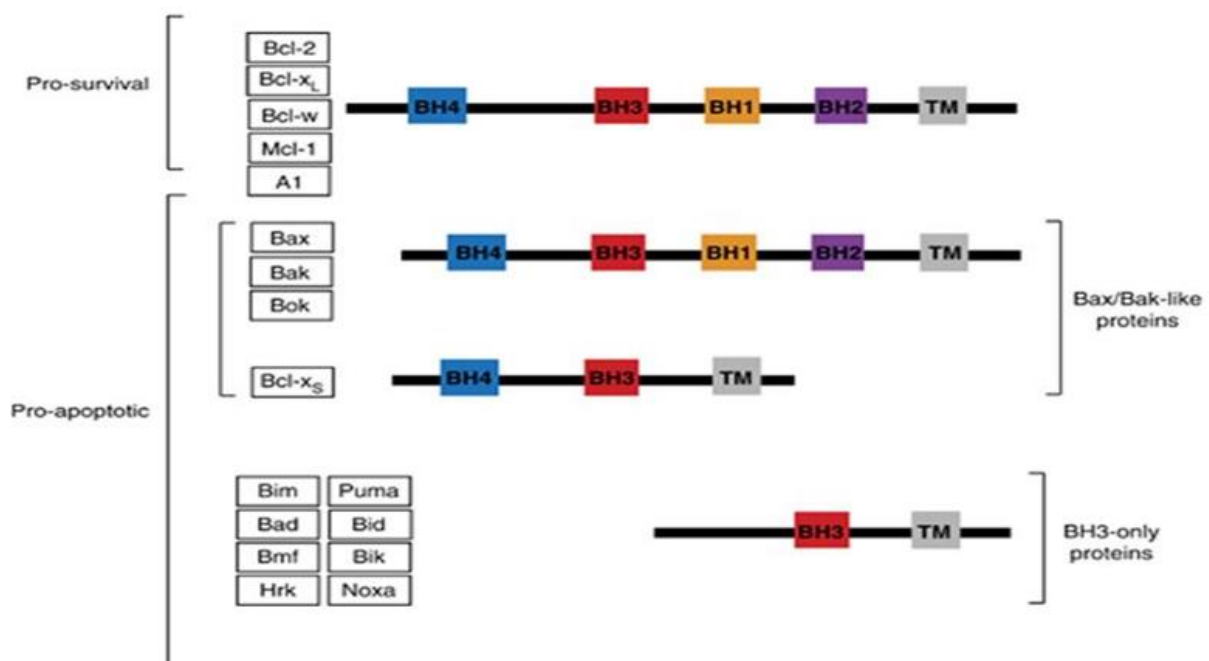 Pro-survival
Bcl-2
Bcl-xL
Bcl-w
Mcl-1
A1
BH4 BH3 BH1 BH2 TM
Pro-apoptotic
Bax
Bak
Bok
BH4 BH3 BH1 BH2 TM
Bcl-xS
BH4 BH3 TM
Bax/Bak-like
proteins
Bim Puma
Bad Bid
Bmf Bik
Hrk Noxa
BH3 TM
BH3-only
proteins